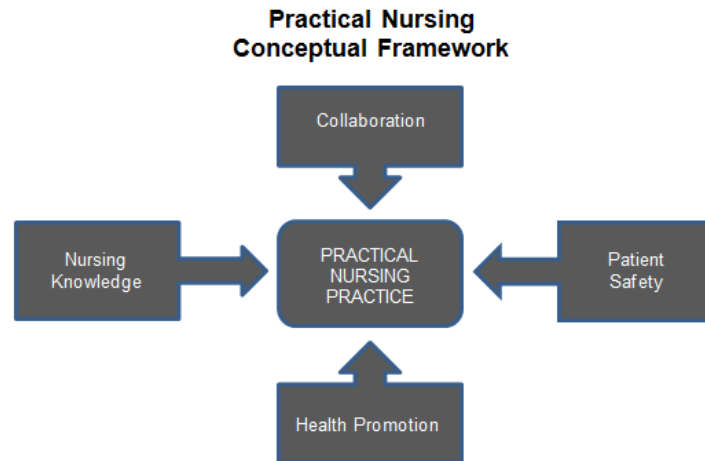 Practical Nursing
Conceptual Framework
Collaboration
Nursing
Knowledge
PRACTICAL
NURSING
PRACTICE
Patient
Safety
Health Promotion